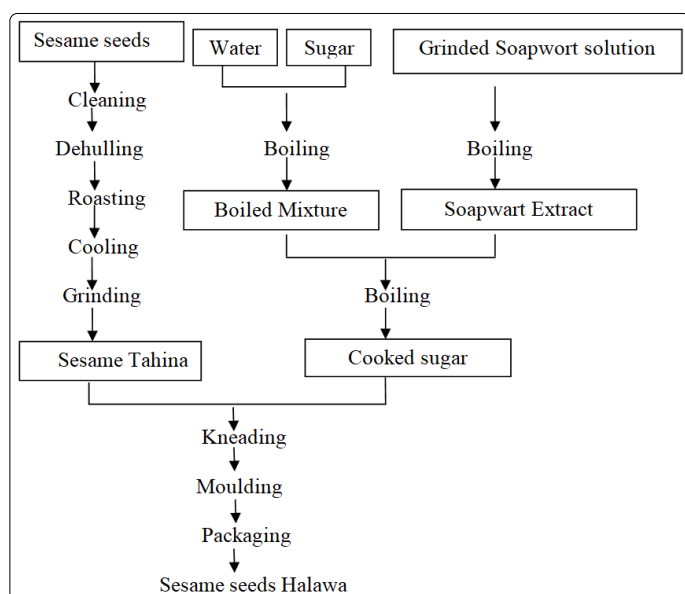 Sesame seeds
Water
Sugar
Grinded Soapwort solution
Cleaning
Dehulling
Boiling
Boiling
Roasting
Boiled Mixture
Soapwart Extract
Cooling
Grinding
Boiling
Sesame Tahina
Cooked sugar
Kneading
Moulding
Packaging
Sesame seeds Halawa